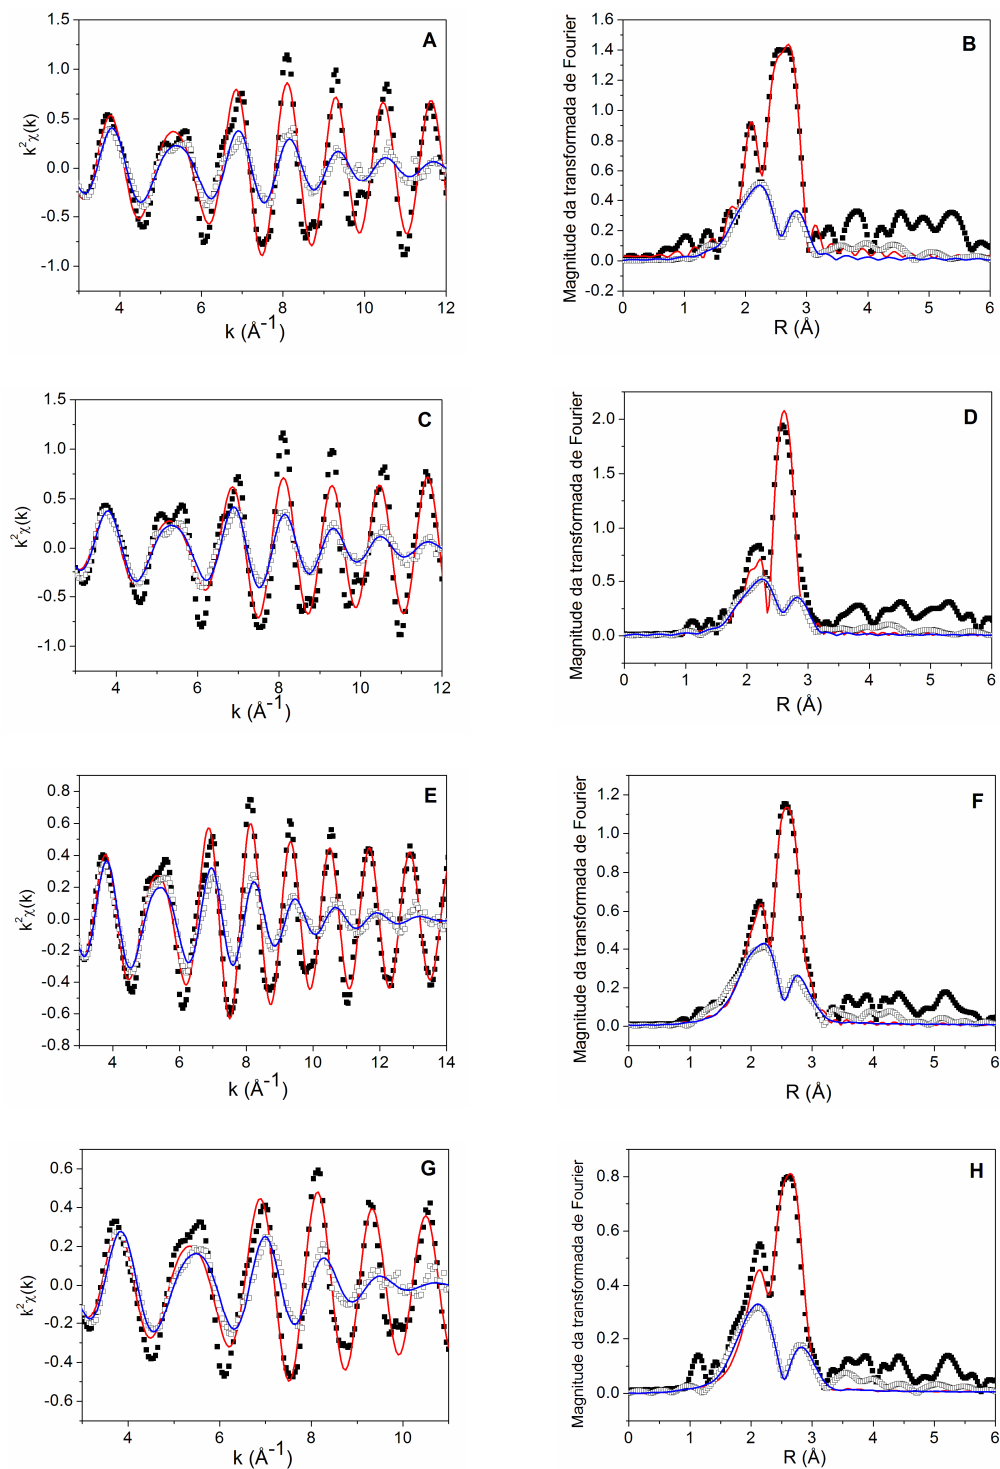 A
1.5
1.0
0.5
0.0
-0.5
-1.0
k²χ(k)
4 6 8 10 12
k (Å⁻¹)
B
1.6
1.4
1.2
1.0
0.8
0.6
0.4
0.2
0.0
-0.2
Magnitude da transformada de Fourier
0 1 2 3 4 5 6
R (Å)
C
1.5
1.0
0.5
0.0
-0.5
-1.0
k²χ(k)
4 6 8 10 12
k (Å⁻¹)
D
2.0
1.5
1.0
0.5
0.0
Magnitude da transformada de Fourier
0 1 2 3 4 5 6
R (Å)
E
0.8
0.6
0.4
0.2
0.0
-0.2
-0.4
-0.6
-0.8
k²χ(k)
4 6 8 10 12 14
k (Å⁻¹)
F
1.2
1.0
0.8
0.6
0.4
0.2
0.0
Magnitude da transformada de Fourier
0 1 2 3 4 5 6
R (Å)
G
0.6
0.4
0.2
0.0
-0.2
-0.4
-0.6
k²χ(k)
4 6 8 10
k (Å⁻¹)
H
0.8
0.6
0.4
0.2
0.0
Magnitude da transformada de Fourier
0 1 2 3 4 5 6
R (Å)